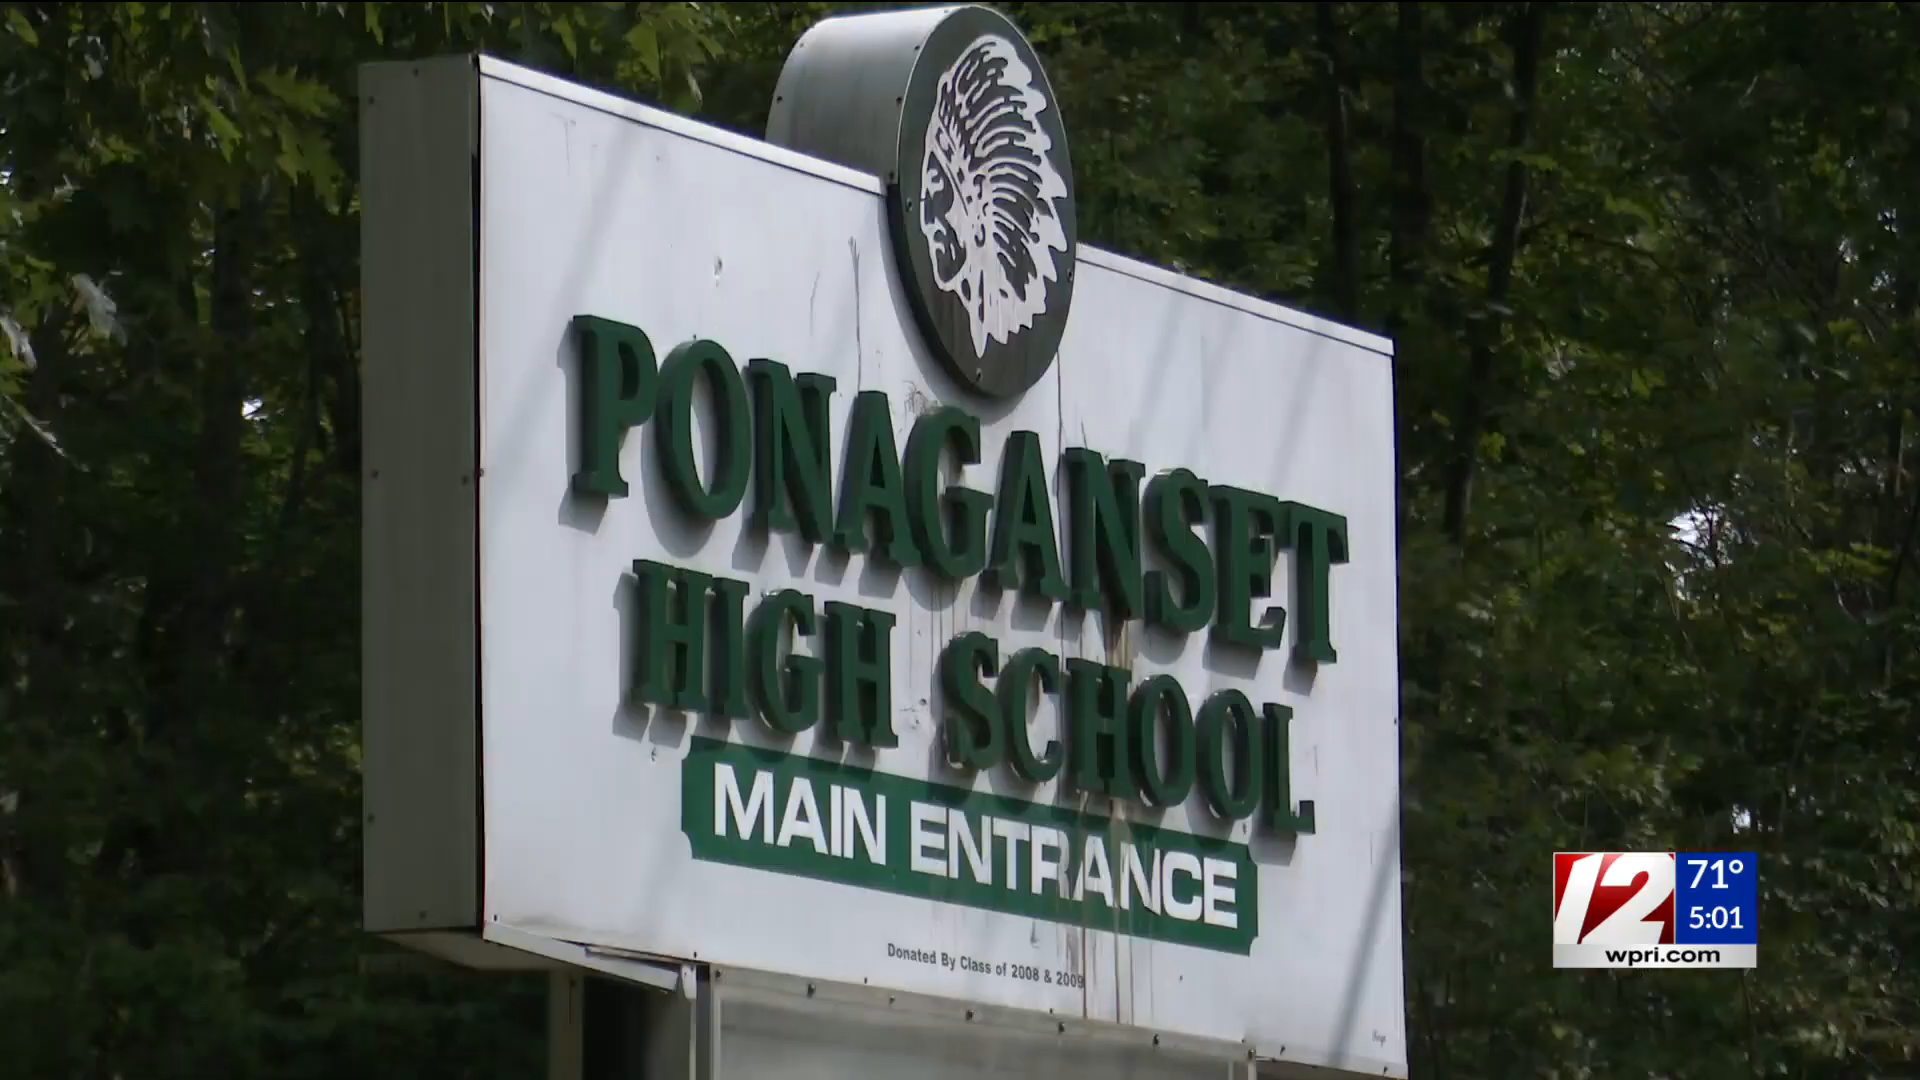 PONAGANSET
HIGH SCHOOL
MAIN ENTRANCE
Donated By Class of 2008 & 2009
12
71°
5:01
wpri.com